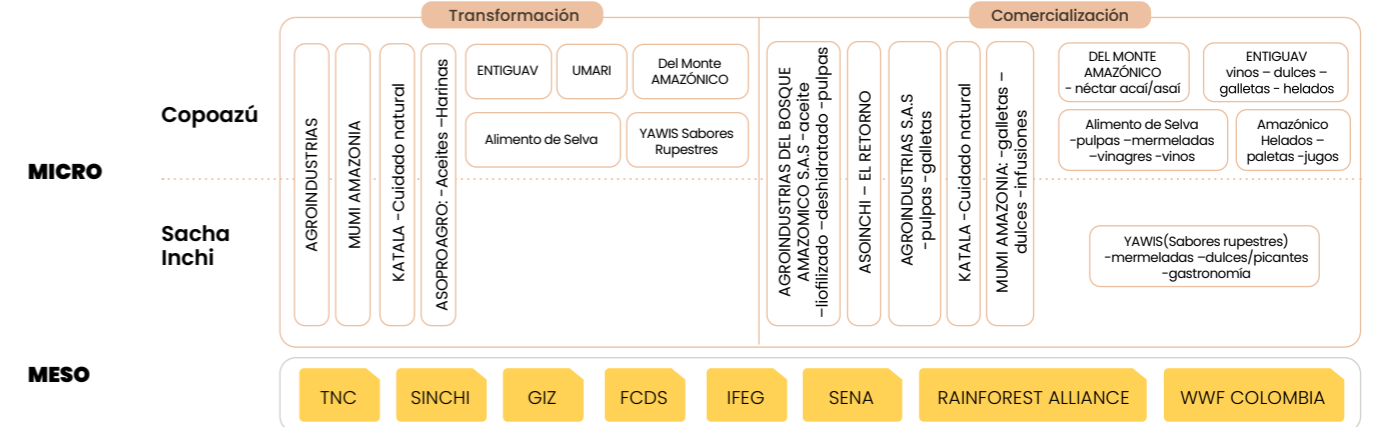 Transformación
Comercialización
MICRO
Copoazú
Sacha
Inchi
AGROINDUSTRIAS
MUMI AMAZONIA
KATALA -Cuidado natural
ASOPROAGRO: -Aceites –Harinas
ENTIGUAV
UMARI
Del Monte
AMAZÓNICO
Alimento de Selva
YAWIS Sabores
Rupestres
AGROINDUSTRIAS DEL BOSQUE
AMAZOMICO S.A.S -aceite
–liofilizado –deshidratado -pulpas
ASOINCHI – EL RETORNO
AGROINDUSTRIAS S.A.S
-pulpas -galletas
KATALA -Cuidado natural
MUMI AMAZONIA: -galletas –
dulces -infusiones
DEL MONTE
AMAZÓNICO
- néctar acaí/asaí
ENTIGUAV
vinos – dulces –
galletas - helados
Alimento de Selva
-pulpas –mermeladas
–vinagres -vinos
Amazónico
Helados –
paletas -jugos
YAWIS(Sabores rupestres)
-mermeladas –dulces/picantes
-gastronomía
MESO
TNC
SINCHI
GIZ
FCDS
IFEG
SENA
RAINFOREST ALLIANCE
WWF COLOMBIA